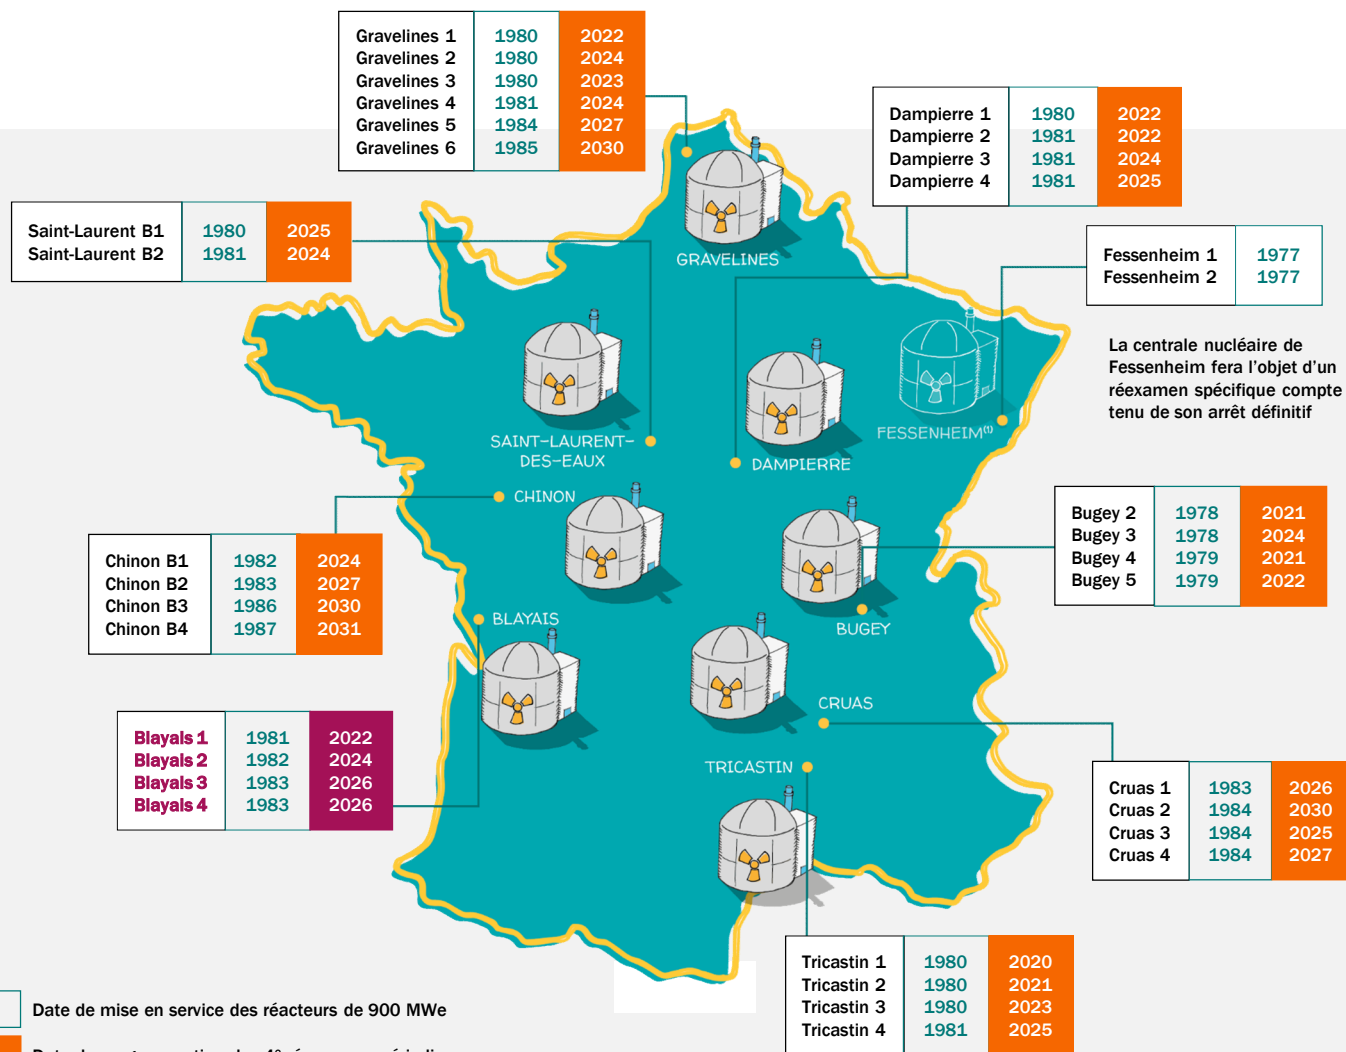 Gravelines 1 1980 2022
Gravelines 2 1980 2024
Gravelines 3 1980 2023
Gravelines 4 1981 2024
Gravelines 5 1984 2027
Gravelines 6 1985 2030
Dampierre 1 1980 2022
Dampierre 2 1981 2022
Dampierre 3 1981 2024
Dampierre 4 1981 2025
Saint-Laurent B1 1980 2025
Saint-Laurent B2 1981 2024
Fessenheim 1 1977
Fessenheim 2 1977
La centrale nucléaire de
Fessenheim fera l'objet d'un
réexamen spécifique compte
tenu de son arrêt définitif
GRAVELINES
SAINT-LAURENT-
DES-EAUX
DAMPIERRE
FESSENHEIM(1)
CHINON
Bugey 2 1978 2021
Bugey 3 1978 2024
Bugey 4 1979 2021
Bugey 5 1979 2022
Chinon B1 1982 2024
Chinon B2 1983 2027
Chinon B3 1986 2030
Chinon B4 1987 2031
BLAYAIS
BUGEY
Blayais 1 1981 2022
Blayais 2 1982 2024
Blayais 3 1983 2026
Blayais 4 1983 2026
CRUAS
TRICASTIN
Cruas 1 1983 2026
Cruas 2 1984 2030
Cruas 3 1984 2025
Cruas 4 1984 2027
Tricastin 1 1980 2020
Tricastin 2 1980 2021
Tricastin 3 1980 2023
Tricastin 4 1981 2025
Date de mise en service des réacteurs de 900 MWe